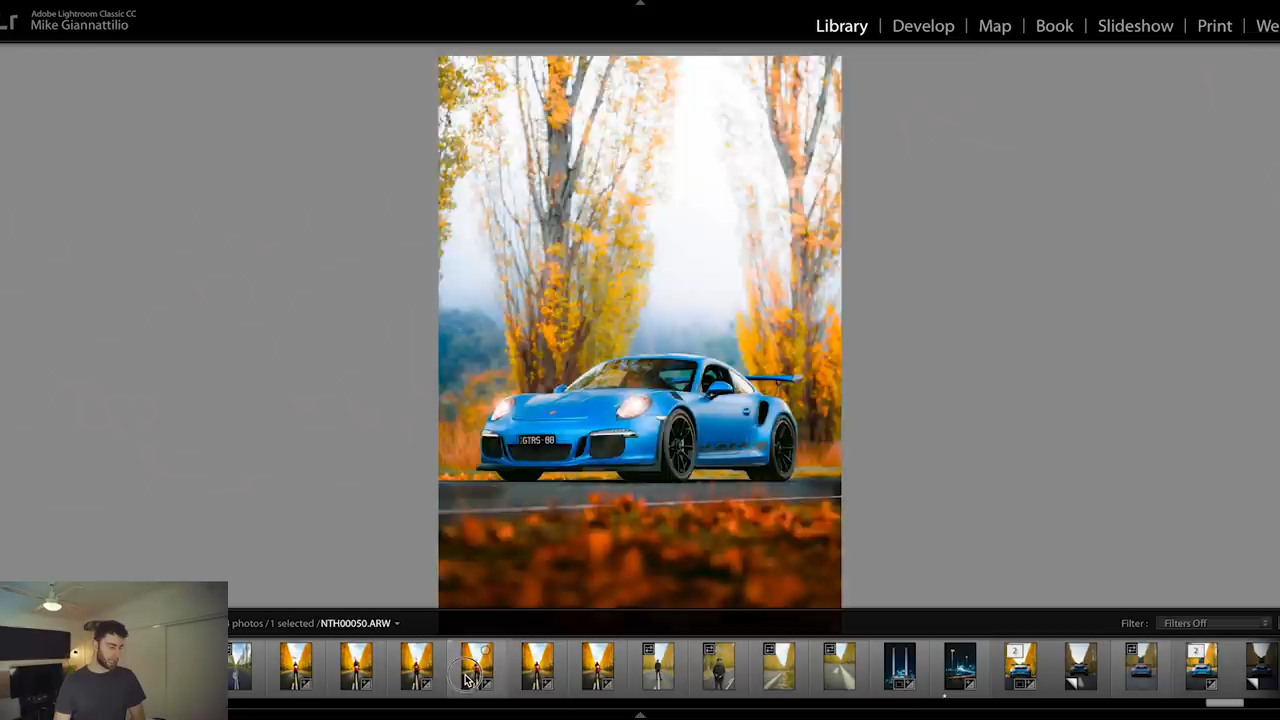 Adobe Lightroom Classic CC
Mike Giannattilio
Library | Develop | Map | Book | Slideshow | Print | We
GTRS-88
photos / 1 selected / NTH00050.ARW
Filter : Filters Off
2
2